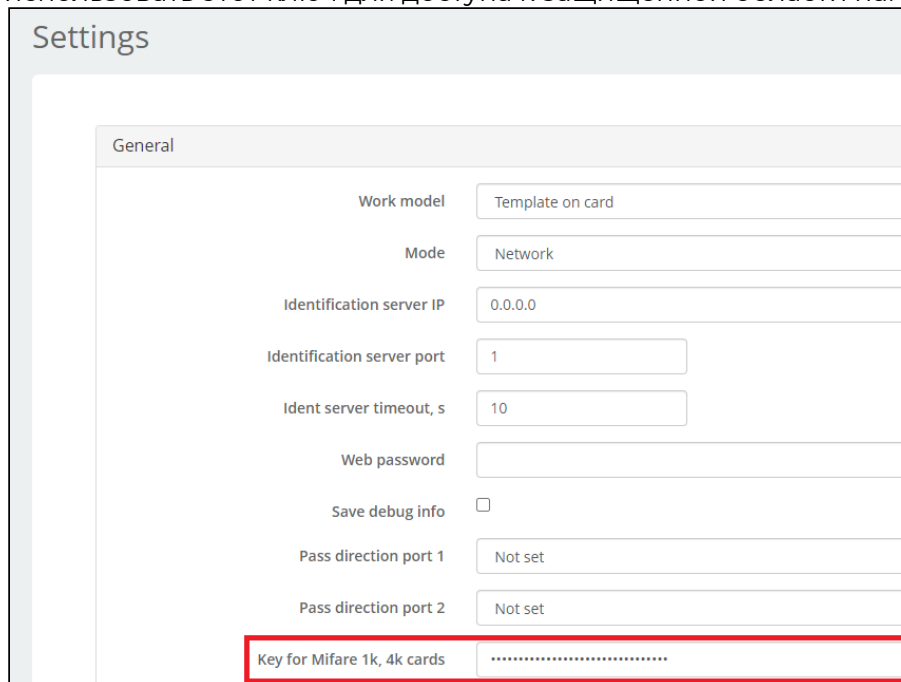 Settings
General
Work model Template on card
Mode Network
Identification server IP 0.0.0.0
Identification server port 1
Ident server timeout, s 10
Web password
Save debug info
Pass direction port 1 Not set
Pass direction port 2 Not set
Key for Mifare 1k, 4k cards ••••••••••••••••••••••••••••••••